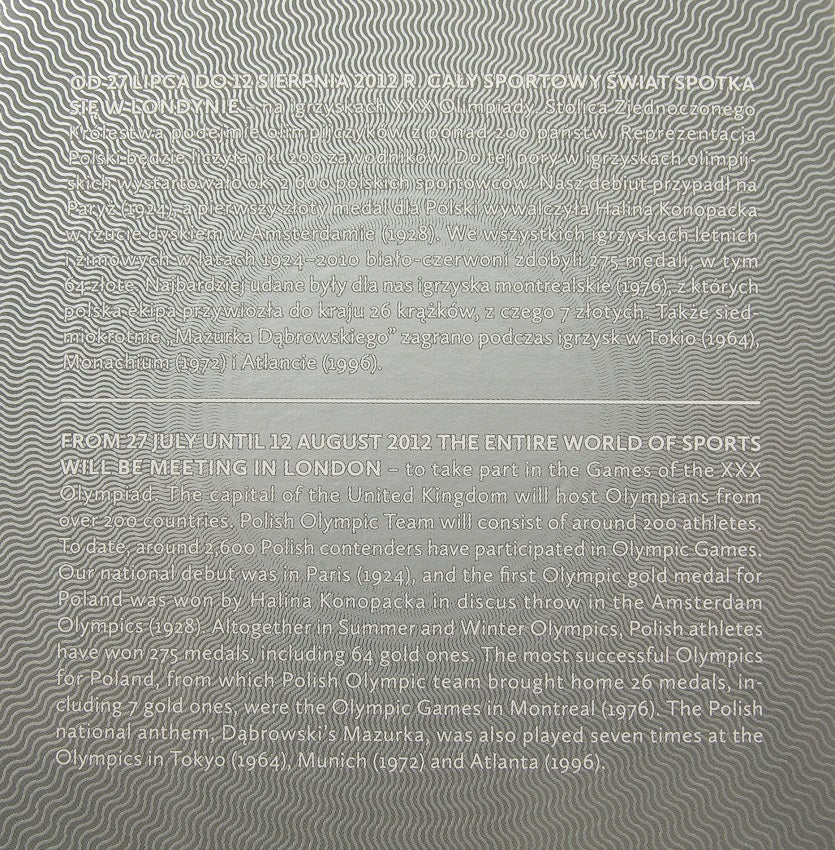 OD 27 LIPCA DO 12 SIERPNIA 2012 R. CAŁY SPORTOWY ŚWIAT SPOTKA
SIĘ W LONDYNIE – na igrzyskach XXX Olimpiady. Stolica Zjednoczonego
Królestwa podejmie olimpijczyków z ponad 200 państw. Reprezentacja
Polski będzie liczyła ok. 200 zawodników. Do tej pory w igrzyskach olimpij-
skich wystartowało ok. 2 600 polskich sportowców. Nasz debiut przypadł na
Paryż (1924), a pierwszy złoty medal dla Polski wywalczyła Halina Konopacka
w rzucie dyskiem w Amsterdamie (1928). We wszystkich igrzyskach letnich
i zimowych w latach 1924–2010 biało-czerwoni zdobyli 275 medali, w tym
64 złote. Najbardziej udane były dla nas igrzyska montrealskie (1976), z których
polska ekipa przywiozła do kraju 26 krążków, z czego 7 złotych. Także sied-
miokrotnie „Mazurka Dąbrowskiego” zagrano podczas igrzysk w Tokio (1964),
Monachium (1972) i Atlancie (1996).
FROM 27 JULY UNTIL 12 AUGUST 2012 THE ENTIRE WORLD OF SPORTS
WILL BE MEETING IN LONDON – to take part in the Games of the XXX
Olympiad. The capital of the United Kingdom will host Olympians from
over 200 countries. Polish Olympic Team will consist of around 200 athletes.
To date, around 2,600 Polish contenders have participated in Olympic Games.
Our national debut was in Paris (1924), and the first Olympic gold medal for
Poland was won by Halina Konopacka in discus throw in the Amsterdam
Olympics (1928). Altogether in Summer and Winter Olympics, Polish athletes
have won 275 medals, including 64 gold ones. The most successful Olympics
for Poland, from which Polish Olympic team brought home 26 medals, in-
cluding 7 gold ones, were the Olympic Games in Montreal (1976). The Polish
national anthem, Dąbrowski's Mazurka, was also played seven times at the
Olympics in Tokyo (1964), Munich (1972) and Atlanta (1996).